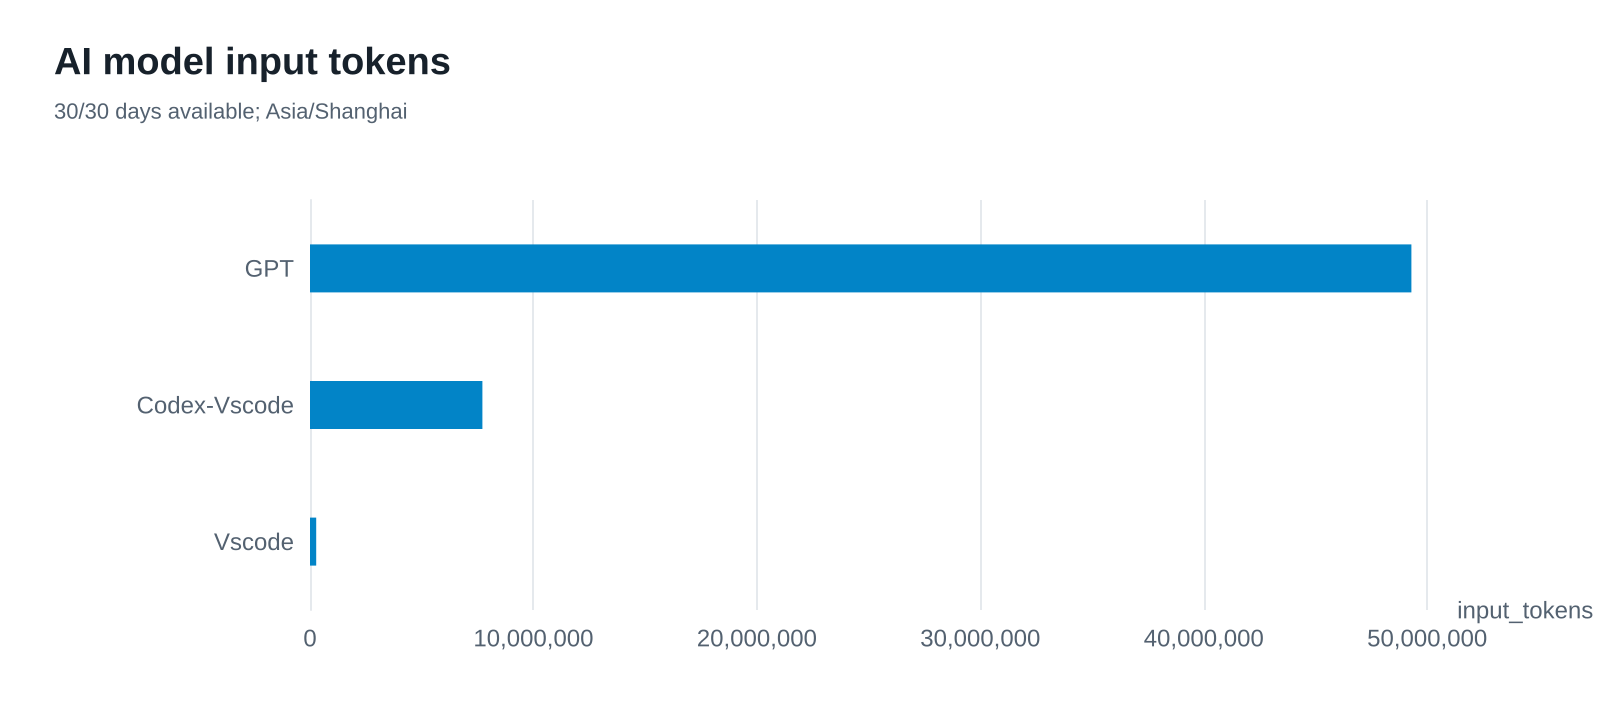 AI model input tokens
30/30 days available; Asia/Shanghai
GPT
Codex-Vscode
Vscode
input_tokens
0 10,000,000 20,000,000 30,000,000 40,000,000 50,000,000